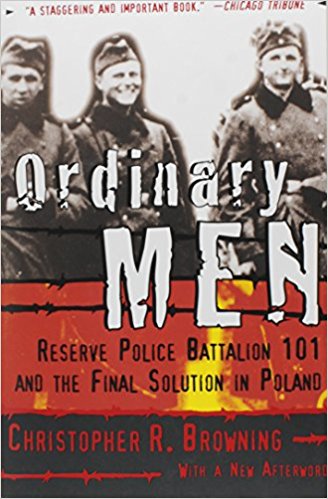 "A STAGGERING AND IMPORTANT BOOK." —CHICAGO TRIBUNE
Ordinary
MEN
RESERVE POLICE BATTALION 101
AND THE FINAL SOLUTION IN POLAND
CHRISTOPHER R. BROWNING
WITH A NEW AFTERWORD